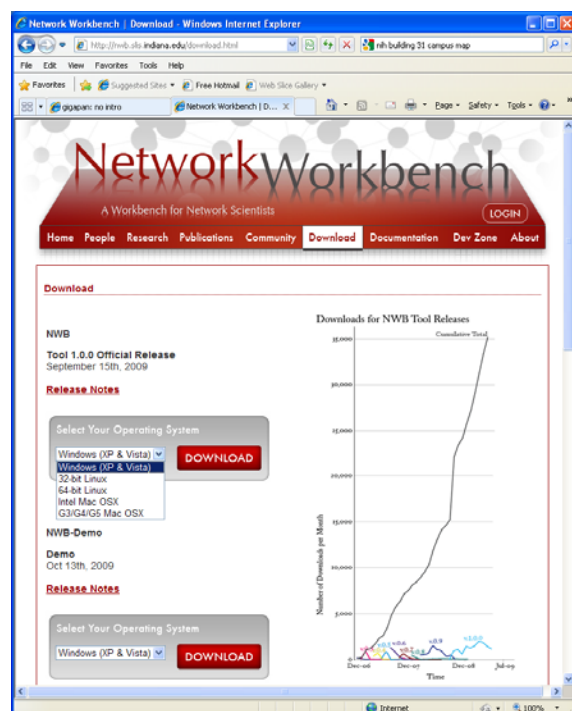 Network Workbench | Download - Windows Internet Explorer
http://nwb.slis.indiana.edu/download.html
nih building 31 campus map
File Edit View Favorites Tools Help
Favorites Suggested Sites Free Hotmail Web Slice Gallery
gigapan: no intro Network Workbench | D... X Page Safety Tools
NetworkWorkbench
A Workbench for Network Scientists
LOGIN
Home People Research Publications Community Download Documentation Dev Zone About
Download
NWB
Tool 1.0.0 Official Release
September 15th, 2009
Release Notes
Select Your Operating System
Windows (XP & Vista) DOWNLOAD
Windows (XP & Vista)
32-bit Linux
64-bit Linux
Intel Mac OSX
G3/G4/G5 Mac OSX
NWB-Demo
Demo
Oct 13th, 2009
Release Notes
Select Your Operating System
Windows (XP & Vista) DOWNLOAD
Downloads for NWB Tool Releases
Cumulative Total
35,000
30,000
25,000
20,000
15,000
10,000
5,000
0
Number of Downloads per Month
v.0.6
v.0.9
v.0.8
Dec-06 Dec-07 Dec-08 Jul-09
Time
Internet 100%